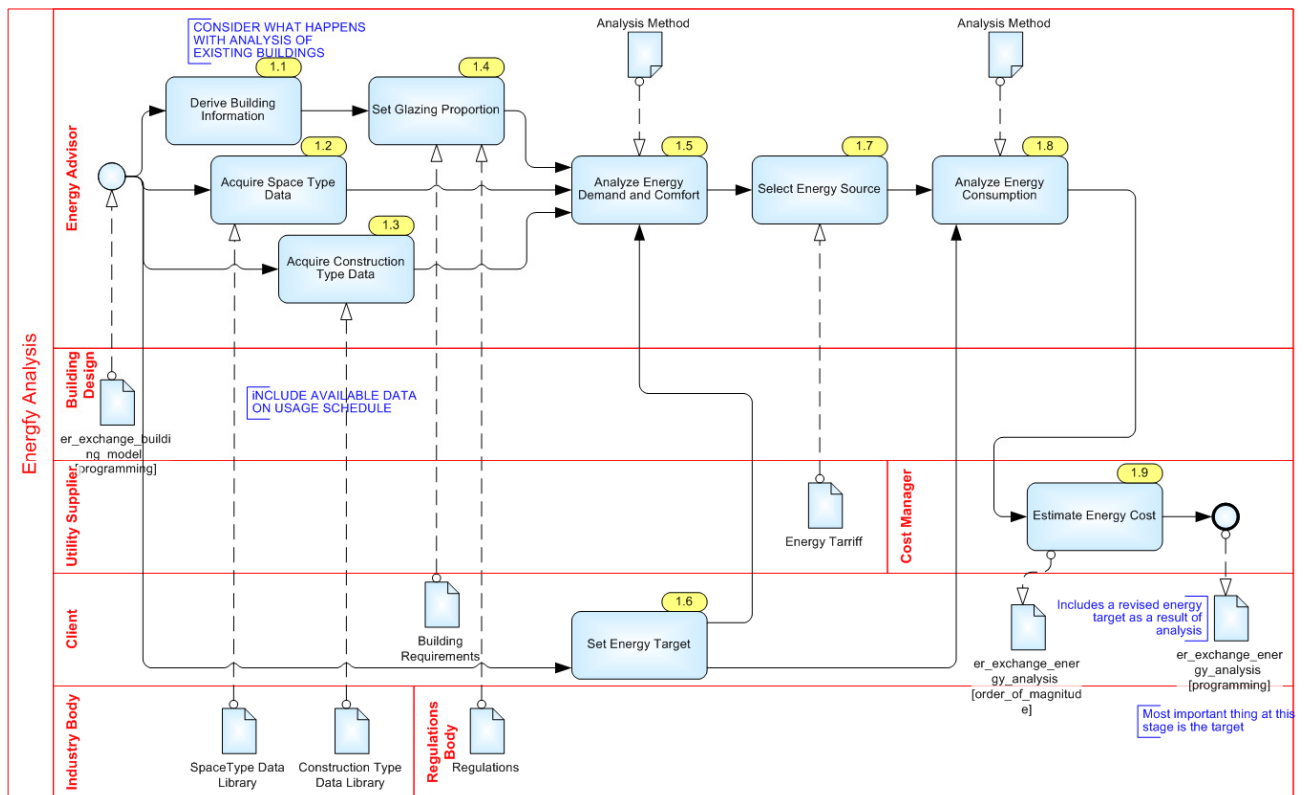 Energfy Analysis
Energy Advisor
CONSIDER WHAT HAPPENS
WITH ANALYSIS OF
EXISTING BUILDINGS
Analysis Method
Analysis Method
1.1
Derive Building
Information
1.4
Set Glazing Proportion
1.2
Acquire Space Type
Data
1.3
Acquire Construction
Type Data
1.5
Analyze Energy
Demand and Comfort
1.7
Select Energy Source
1.8
Analyze Energy
Consumption
Building
Design
er_exchange_buildi
ng_model
[programming]
iNCLUDE AVAILABLE DATA
ON USAGE SCHEDULE
Utility Supplier
Energy Tarriff
Cost Manager
1.9
Estimate Energy Cost
Client
Building
Requirements
1.6
Set Energy Target
er_exchange_ener
gy_analysis
[order_of_magnitud
e]
Includes a revised energy
target as a result of
analysis
er_exchange_ener
gy_analysis
[programming]
Industry Body
SpaceType Data
Library
Construction Type
Data Library
Regulations
Body
Regulations
Most important thing at this
stage is the target